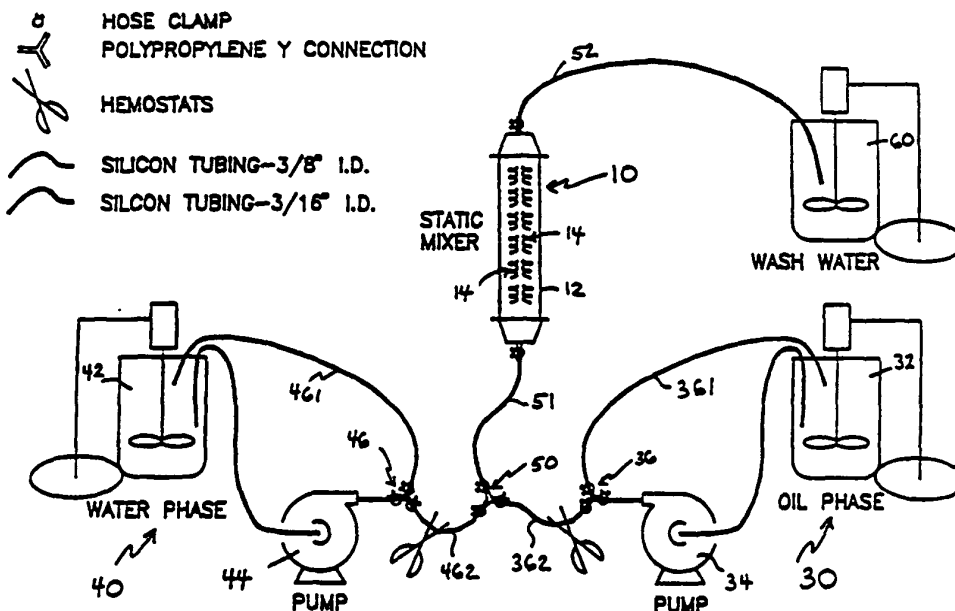 HOSE CLAMP
POLYPROPYLENE Y CONNECTION
HEMOSTATS
SILICON TUBING-3/8" I.D.
SILCON TUBING-3/16" I.D.
52
60
10
STATIC
MIXER
14
14
12
WASH WATER
42
461
51
361
32
46
50
36
WATER PHASE
OIL PHASE
40
44
462
362
34
30
PUMP
PUMP